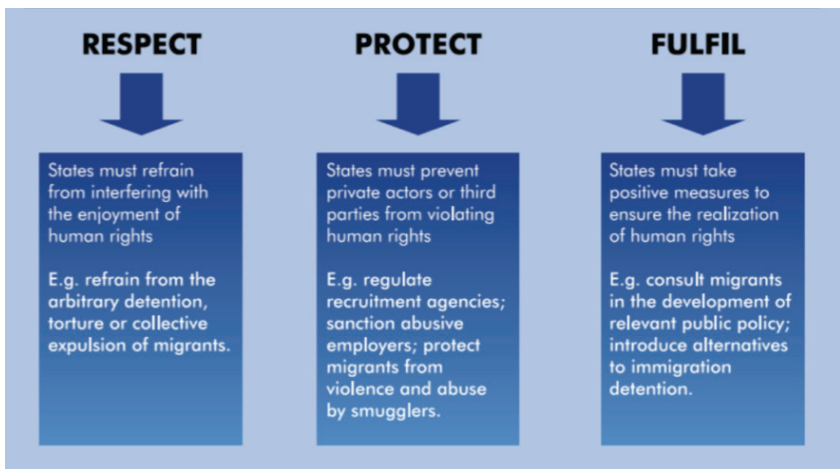 RESPECT
States must refrain
from interfering with
the enjoyment of
human rights
E.g. refrain from the
arbitrary detention,
torture or collective
expulsion of migrants.
PROTECT
States must prevent
private actors or third
parties from violating
human rights
E.g. regulate
recruitment agencies;
sanction abusive
employers; protect
migrants from
violence and abuse
by smugglers.
FULFIL
States must take
positive measures to
ensure the realization
of human rights
E.g. consult migrants
in the development of
relevant public policy;
introduce alternatives
to immigration
detention.